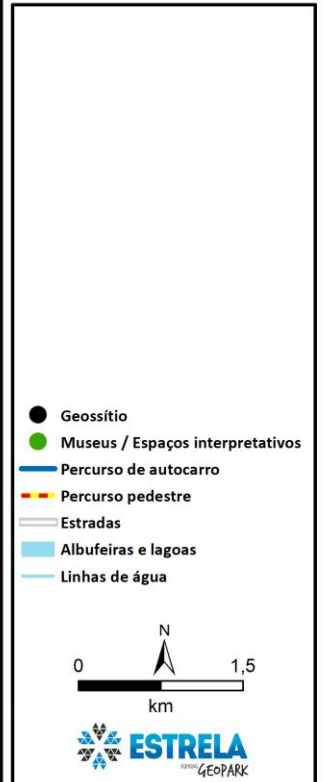 Geossítio
Museus / Espaços interpretativos
Percurso de autocarro
Percurso pedestre
Estradas
Albufeiras e lagoas
Linhas de água
N
0 1,5
km
ESTRELA
GEOPARK